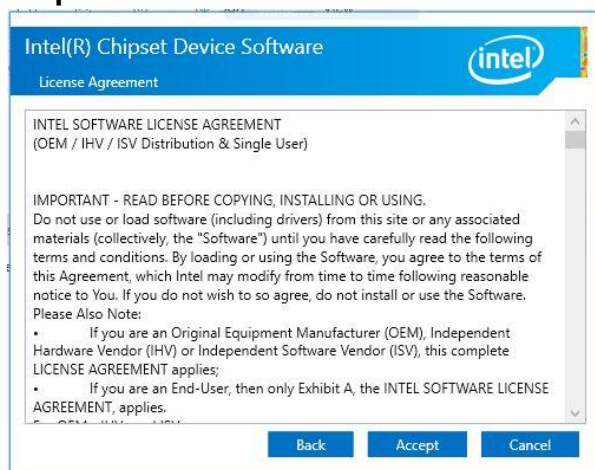 Intel(R) Chipset Device Software
intel
License Agreement
INTEL SOFTWARE LICENSE AGREEMENT
(OEM / IHV / ISV Distribution & Single User)
IMPORTANT - READ BEFORE COPYING, INSTALLING OR USING.
Do not use or load software (including drivers) from this site or any associated
materials (collectively, the "Software") until you have carefully read the following
terms and conditions. By loading or using the Software, you agree to the terms of
this Agreement, which Intel may modify from time to time following reasonable
notice to You. If you do not wish to so agree, do not install or use the Software.
Please Also Note:
• If you are an Original Equipment Manufacturer (OEM), Independent
Hardware Vendor (IHV) or Independent Software Vendor (ISV), this complete
LICENSE AGREEMENT applies;
• If you are an End-User, then only Exhibit A, the INTEL SOFTWARE LICENSE
AGREEMENT, applies.
Back Accept Cancel